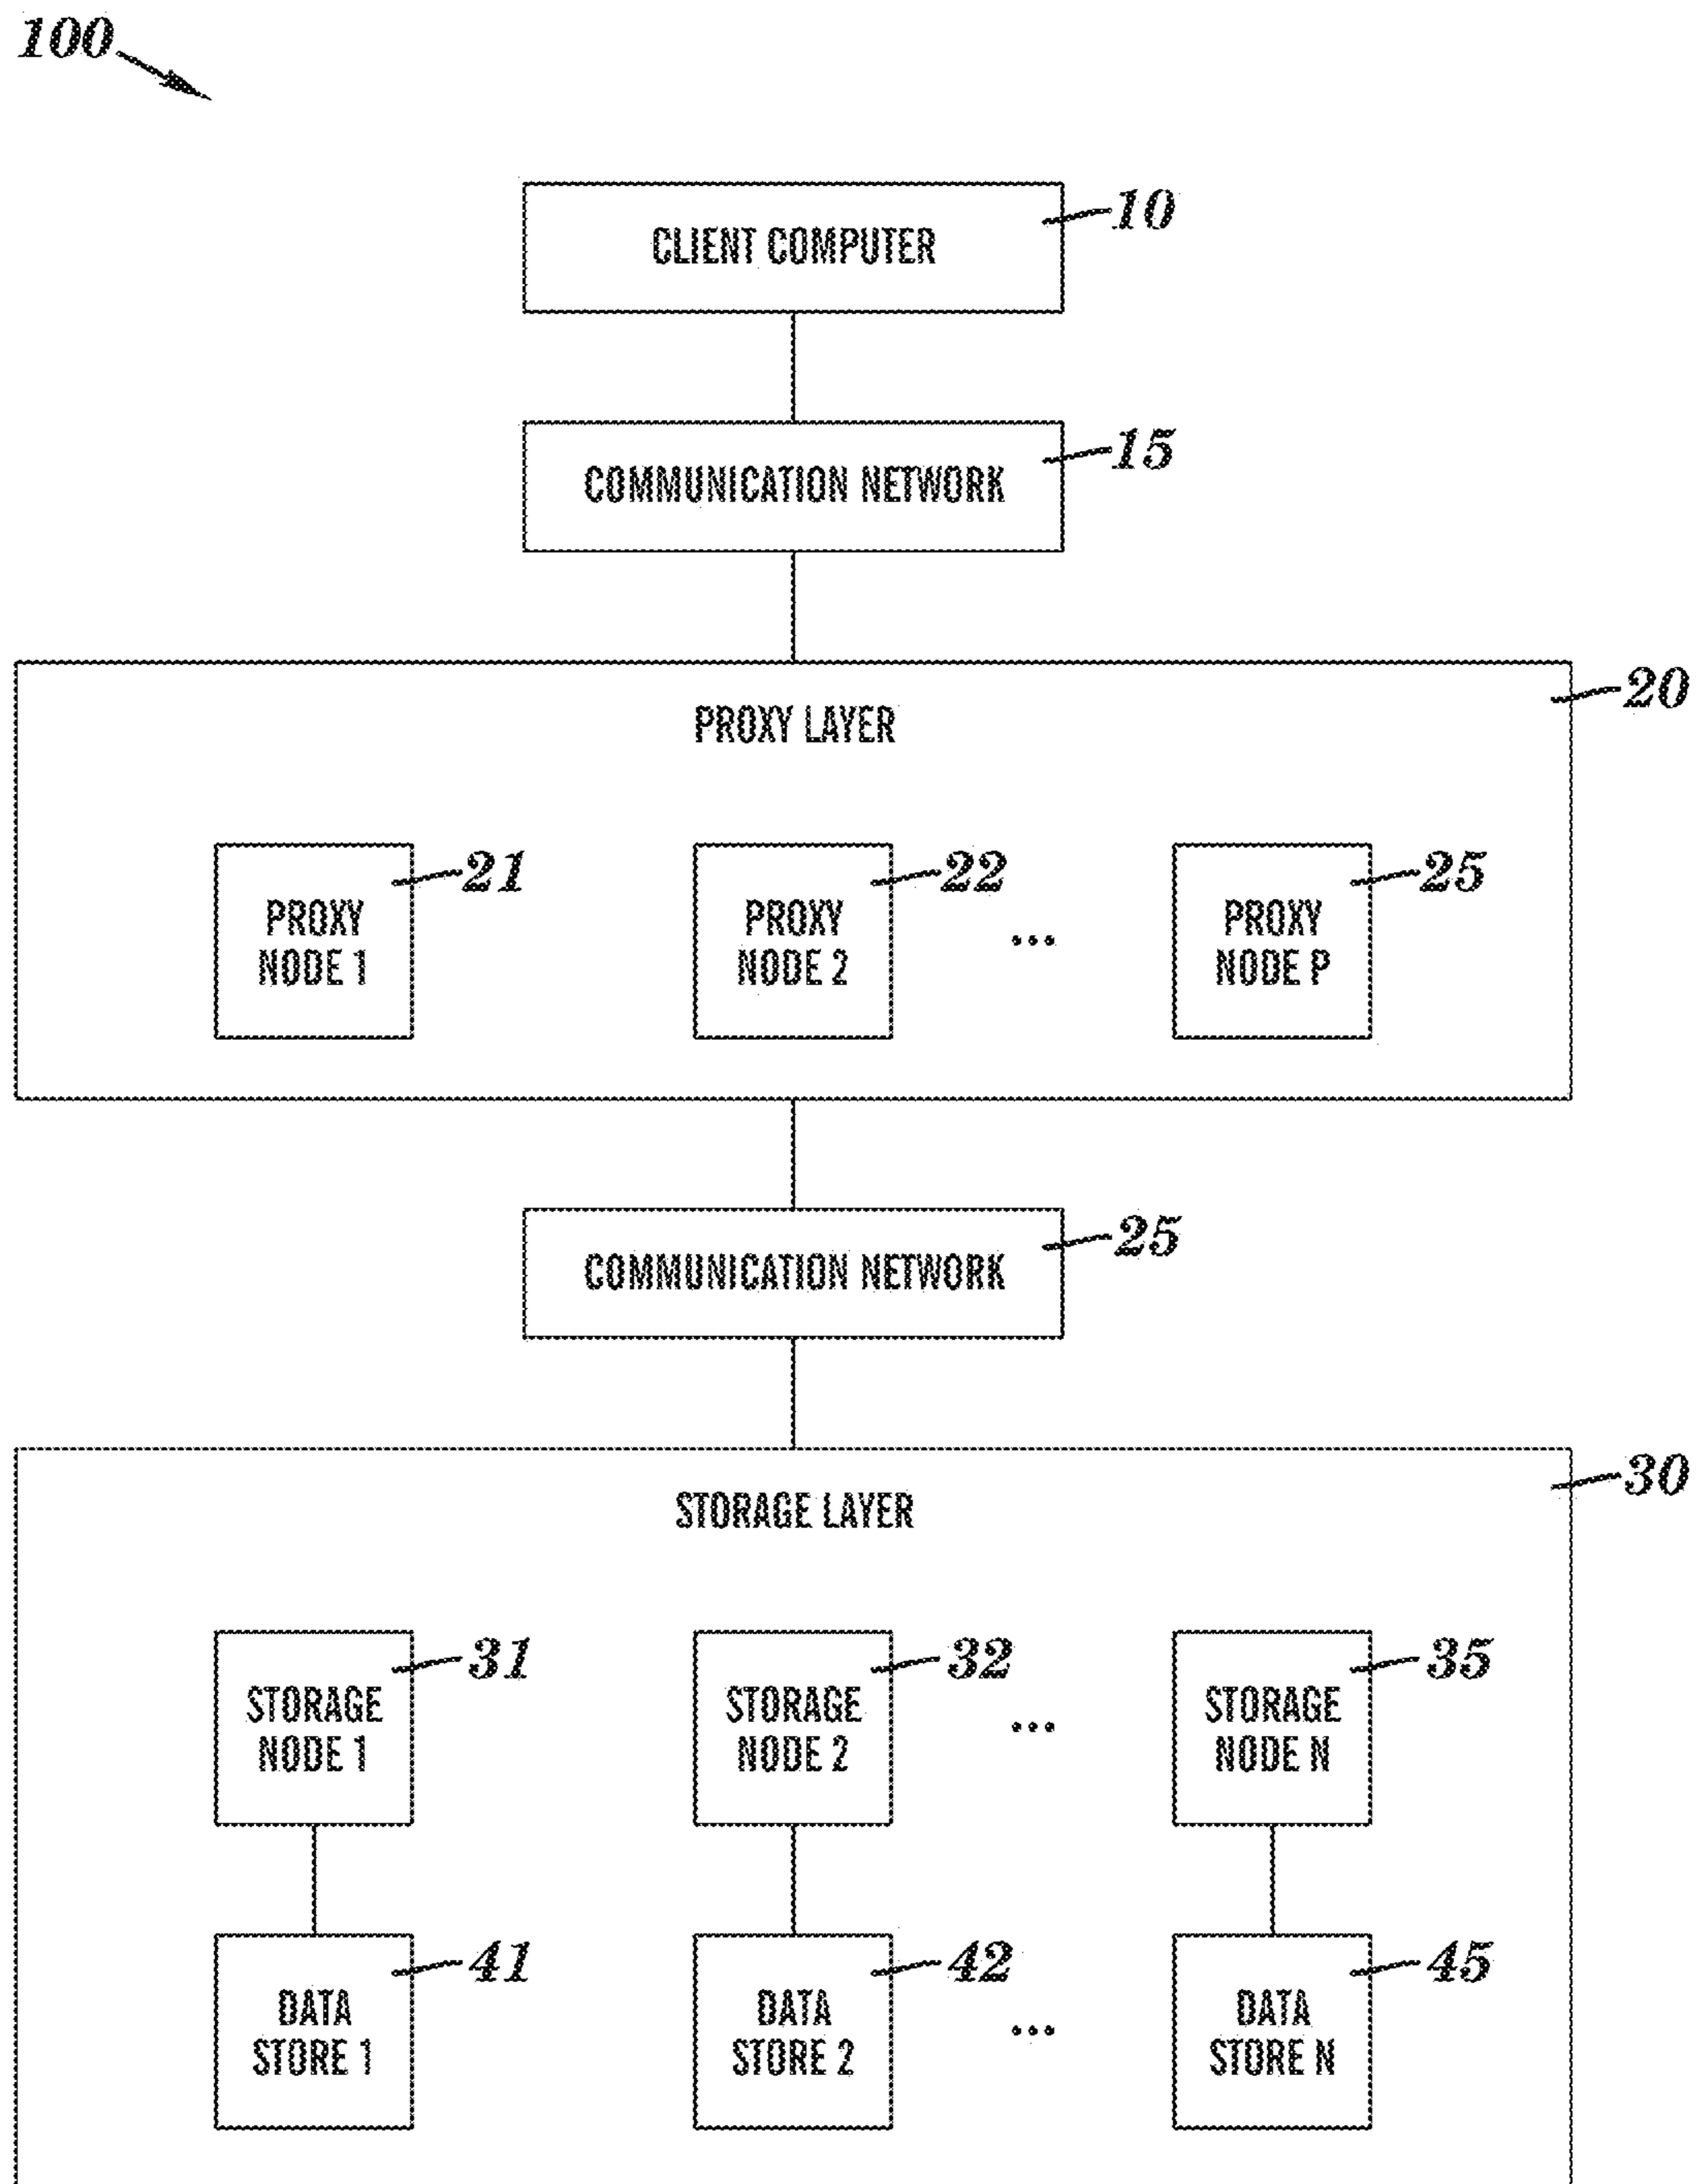 100
CLIENT COMPUTER
10
COMMUNICATION NETWORK
15
PROXY LAYER
20
PROXY
NODE 1
21
PROXY
NODE 2
22
...
PROXY
NODE P
25
COMMUNICATION NETWORK
25
STORAGE LAYER
30
STORAGE
NODE 1
31
STORAGE
NODE 2
32
...
STORAGE
NODE N
35
DATA
STORE 1
41
DATA
STORE 2
42
...
DATA
STORE N
45